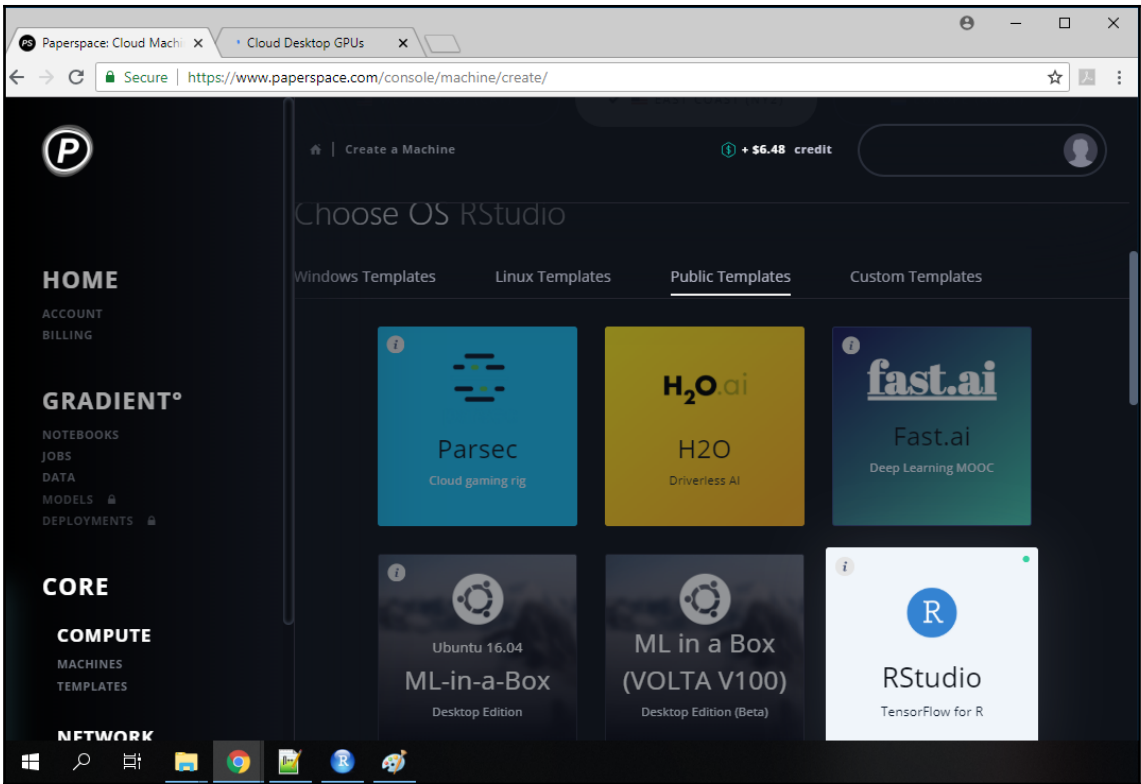 Paperspace: Cloud Machi
Cloud Desktop GPUs
Secure
https://www.paperspace.com/console/machine/create/
EAST COAST (NY2)
P
Create a Machine
+ $6.48 credit
Choose OS RStudio
Windows Templates
Linux Templates
Public Templates
Custom Templates
HOME
ACCOUNT
BILLING
GRADIENT°
NOTEBOOKS
JOBS
DATA
MODELS
DEPLOYMENTS
CORE
COMPUTE
MACHINES
TEMPLATES
NETWORK
Parsec
Cloud gaming rig
H2O.ai
H2O
Driverless AI
fast.ai
Fast.ai
Deep Learning MOOC
Ubuntu 16.04
ML-in-a-Box
Desktop Edition
ML in a Box
(VOLTA V100)
Desktop Edition (Beta)
R
RStudio
TensorFlow for R